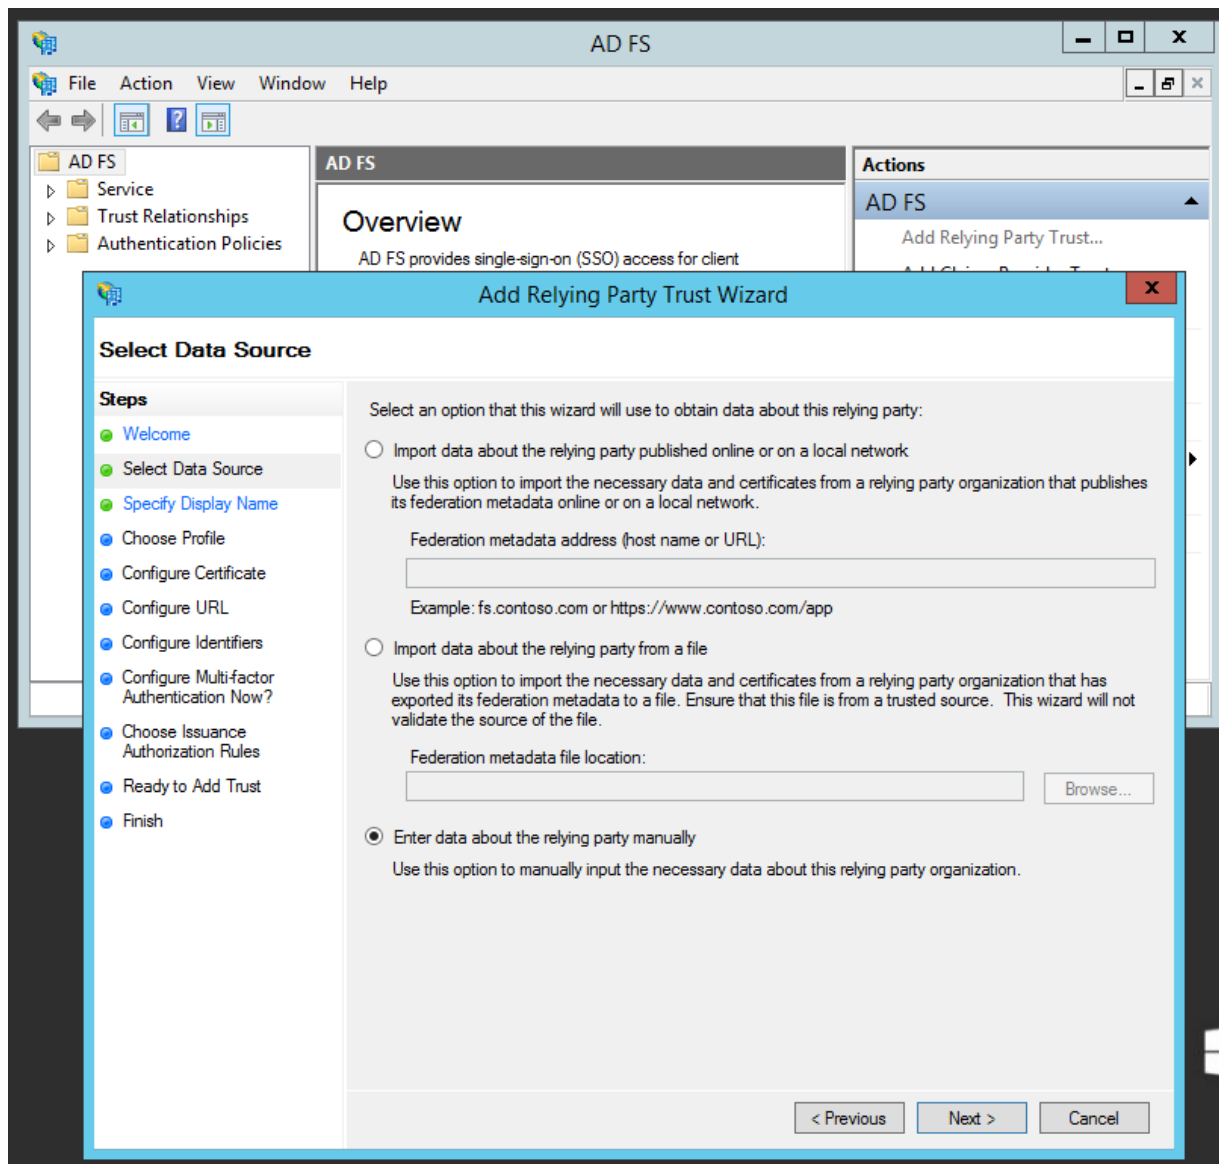 AD FS
File Action View Window Help
AD FS
Service
Trust Relationships
Authentication Policies
AD FS
Overview
AD FS provides single-sign-on (SSO) access for client
Actions
AD FS
Add Relying Party Trust...
Add Relying Party Trust Wizard
Select Data Source
Steps
Welcome
Select Data Source
Specify Display Name
Choose Profile
Configure Certificate
Configure URL
Configure Identifiers
Configure Multi-factor
Authentication Now?
Choose Issuance
Authorization Rules
Ready to Add Trust
Finish
Select an option that this wizard will use to obtain data about this relying party:
Import data about the relying party published online or on a local network
Use this option to import the necessary data and certificates from a relying party organization that publishes
its federation metadata online or on a local network.
Federation metadata address (host name or URL):
Example: fs.contoso.com or https://www.contoso.com/app
Import data about the relying party from a file
Use this option to import the necessary data and certificates from a relying party organization that has
exported its federation metadata to a file. Ensure that this file is from a trusted source. This wizard will not
validate the source of the file.
Federation metadata file location:
Browse...
Enter data about the relying party manually
Use this option to manually input the necessary data about this relying party organization.
< Previous
Next >
Cancel